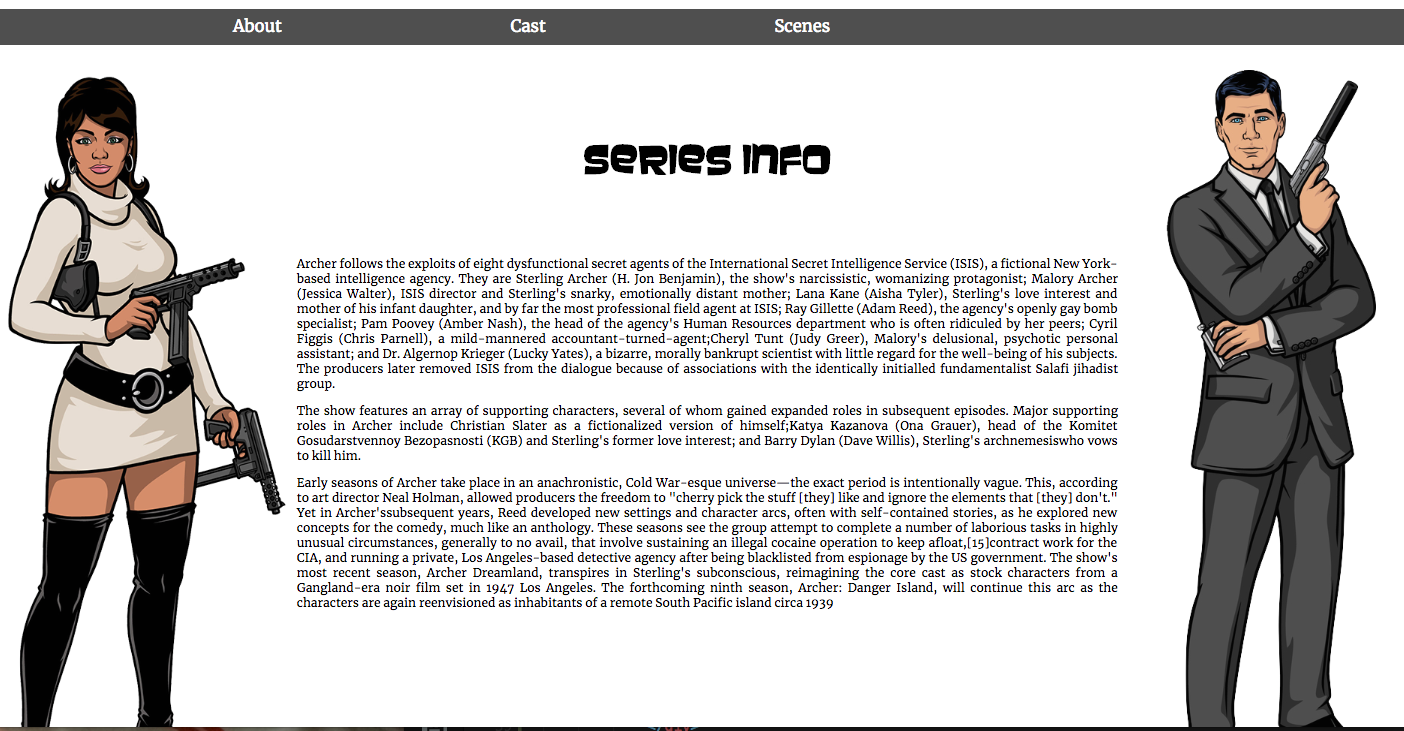 About Cast Scenes
SERIES INFO
Archer follows the exploits of eight dysfunctional secret agents of the International Secret Intelligence Service (ISIS), a fictional New York-
based intelligence agency. They are Sterling Archer (H. Jon Benjamin), the show's narcissistic, womanizing protagonist; Malory Archer
(Jessica Walter), ISIS director and Sterling's snarky, emotionally distant mother; Lana Kane (Aisha Tyler), Sterling's love interest and
mother of his infant daughter, and by far the most professional field agent at ISIS; Ray Gillette (Adam Reed), the agency's openly gay bomb
specialist; Pam Poovey (Amber Nash), the head of the agency's Human Resources department who is often ridiculed by her peers; Cyril
Figgis (Chris Parnell), a mild-mannered accountant-turned-agent;Cheryl Tunt (Judy Greer), Malory's delusional, psychotic personal
assistant; and Dr. Algernop Krieger (Lucky Yates), a bizarre, morally bankrupt scientist with little regard for the well-being of his subjects.
The producers later removed ISIS from the dialogue because of associations with the identically initialled fundamentalist Salafi jihadist
group.
The show features an array of supporting characters, several of whom gained expanded roles in subsequent episodes. Major supporting
roles in Archer include Christian Slater as a fictionalized version of himself;Katya Kazanova (Ona Grauer), head of the Komitet
Gosudarstvennoy Bezopasnosti (KGB) and Sterling's former love interest; and Barry Dylan (Dave Willis), Sterling's archnemesiswho vows
to kill him.
Early seasons of Archer take place in an anachronistic, Cold War-esque universe—the exact period is intentionally vague. This, according
to art director Neal Holman, allowed producers the freedom to "cherry pick the stuff [they] like and ignore the elements that [they] don't."
Yet in Archer'ssubsequent years, Reed developed new settings and character arcs, often with self-contained stories, as he explored new
concepts for the comedy, much like an anthology. These seasons see the group attempt to complete a number of laborious tasks in highly
unusual circumstances, generally to no avail, that involve sustaining an illegal cocaine operation to keep afloat,[15]contract work for the
CIA, and running a private, Los Angeles-based detective agency after being blacklisted from espionage by the US government. The show's
most recent season, Archer Dreamland, transpires in Sterling's subconscious, reimagining the core cast as stock characters from a
Gangland-era noir film set in 1947 Los Angeles. The forthcoming ninth season, Archer: Danger Island, will continue this arc as the
characters are again reenvisioned as inhabitants of a remote South Pacific island circa 1939